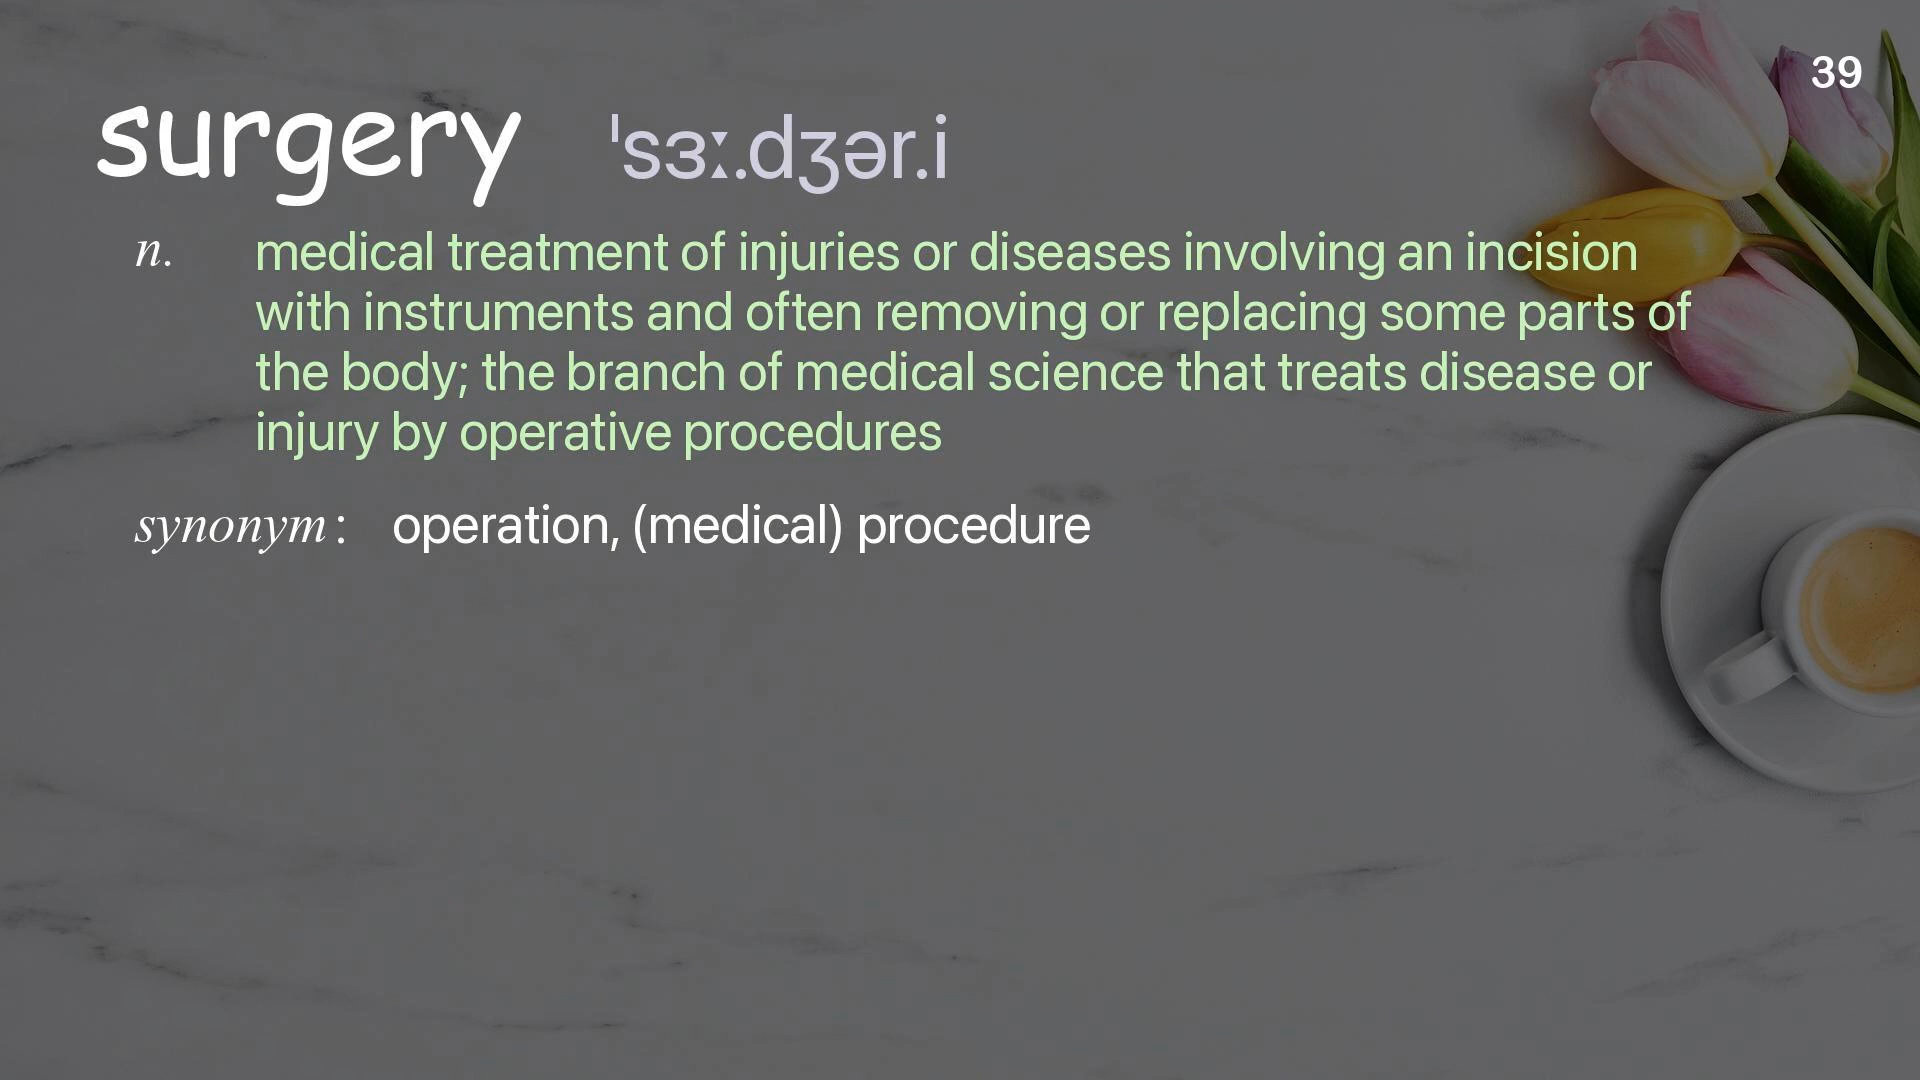 39
surgery ˈsɜː.dʒər.i
n. medical treatment of injuries or diseases involving an incision
with instruments and often removing or replacing some parts of
the body; the branch of medical science that treats disease or
injury by operative procedures
synonym: operation, (medical) procedure